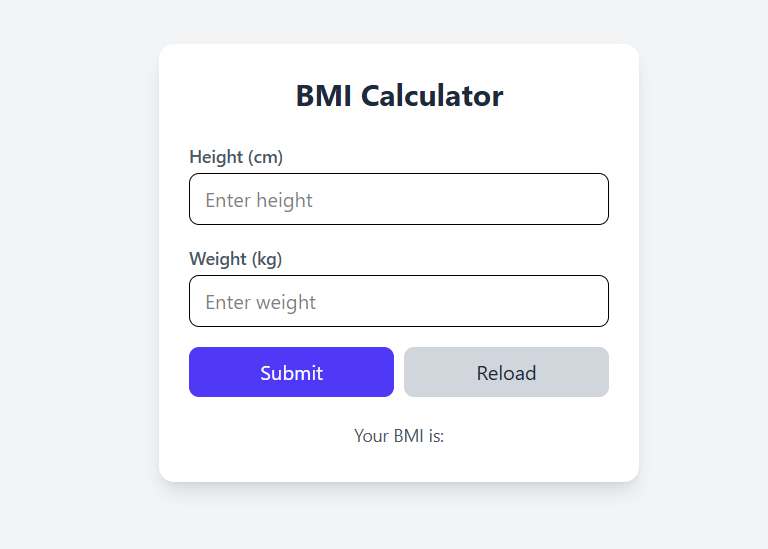 BMI Calculator
Height (cm)
Enter height
Weight (kg)
Enter weight
Submit Reload
Your BMI is: